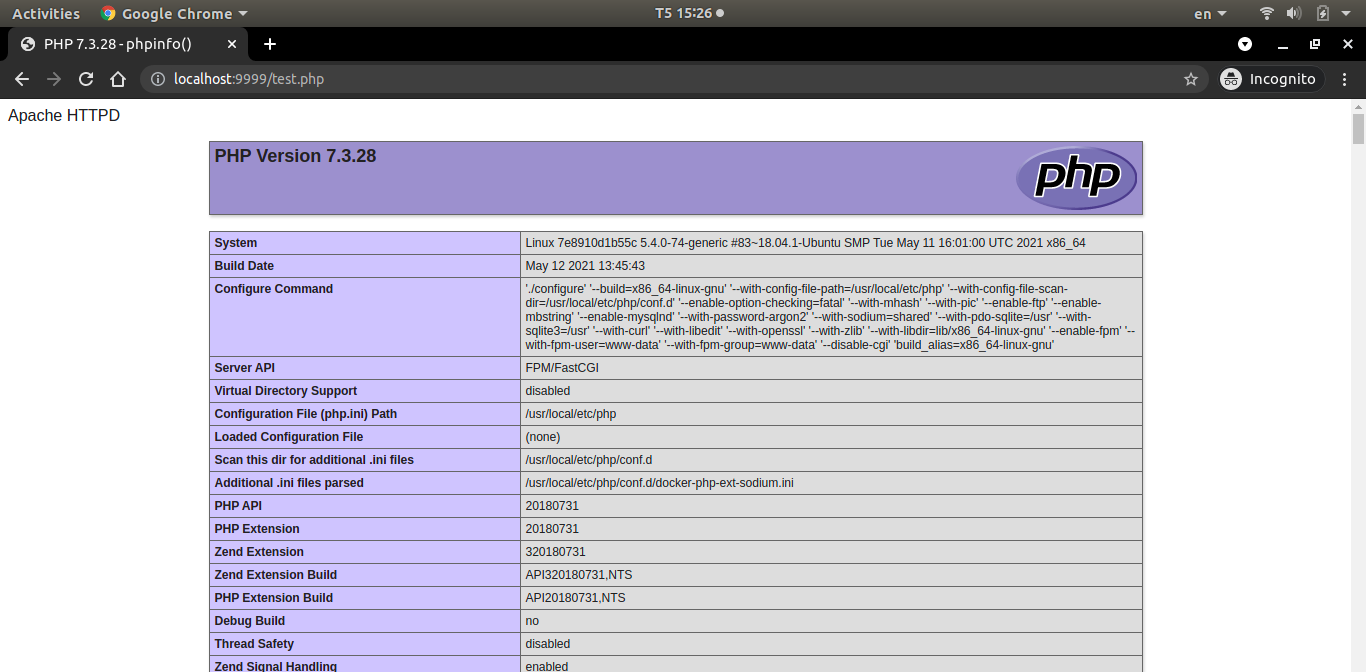 Activities Google Chrome T5 15:26 en
PHP 7.3.28 - phpinfo()
localhost:9999/test.php Incognito
Apache HTTPD
PHP Version 7.3.28 php
System Linux 7e8910d1b55c 5.4.0-74-generic #83~18.04.1-Ubuntu SMP Tue May 11 16:01:00 UTC 2021 x86_64
Build Date May 12 2021 13:45:43
Configure Command './configure' '--build=x86_64-linux-gnu' '--with-config-file-path=/usr/local/etc/php' '--with-config-file-scan-
dir=/usr/local/etc/php/conf.d' '--enable-option-checking=fatal' '--with-mhash' '--with-pic' '--enable-ftp' '--enable-
mbstring' '--enable-mysqlnd' '--with-password-argon2' '--with-sodium=shared' '--with-pdo-sqlite=/usr' '--with-
sqlite3=/usr' '--with-curl' '--with-libedit' '--with-openssl' '--with-zlib' '--with-libdir=lib/x86_64-linux-gnu' '--enable-fpm' '--
with-fpm-user=www-data' '--with-fpm-group=www-data' '--disable-cgi' 'build_alias=x86_64-linux-gnu'
Server API FPM/FastCGI
Virtual Directory Support disabled
Configuration File (php.ini) Path /usr/local/etc/php
Loaded Configuration File (none)
Scan this dir for additional .ini files /usr/local/etc/php/conf.d
Additional .ini files parsed /usr/local/etc/php/conf.d/docker-php-ext-sodium.ini
PHP API 20180731
PHP Extension 20180731
Zend Extension 320180731
Zend Extension Build API320180731,NTS
PHP Extension Build API20180731,NTS
Debug Build no
Thread Safety disabled
Zend Signal Handling enabled